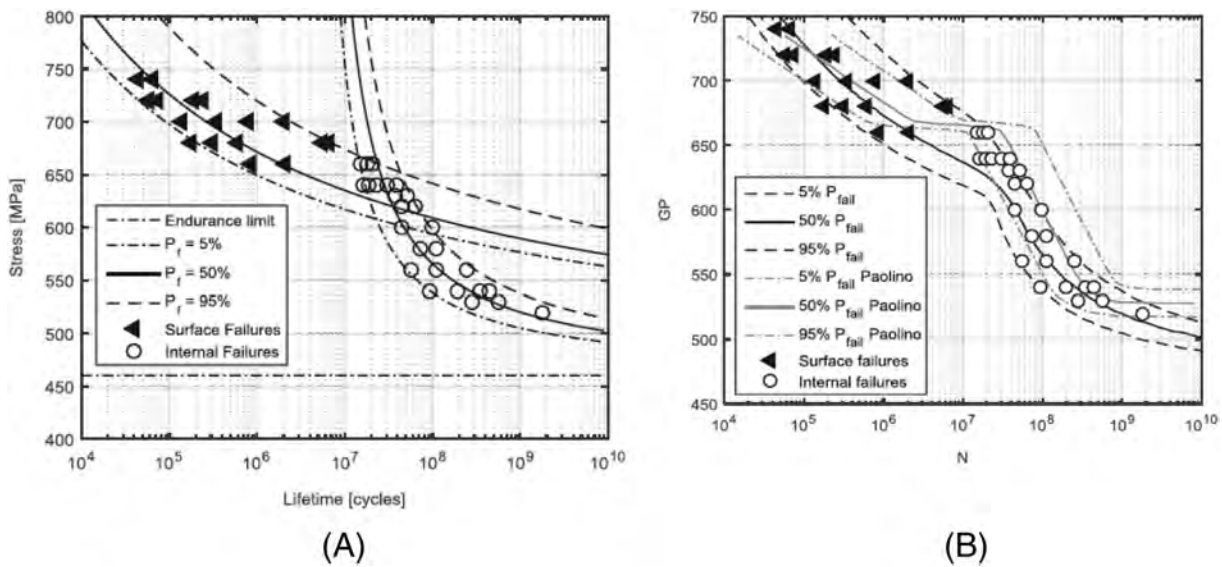 800
750
700
650
600
550
500
450
400
Stress [MPa]
10^4
10^5
10^6
10^7
10^8
10^9
10^10
Lifetime [cycles]
Endurance limit
P_f = 5%
P_f = 50%
P_f = 95%
Surface Failures
Internal Failures
(A)
750
700
650
600
550
500
450
GP
10^4
10^5
10^6
10^7
10^8
10^9
10^10
N
5% P_fail
50% P_fail
95% P_fail
5% P_fail Paolino
50% P_fail Paolino
95% P_fail Paolino
Surface failures
Internal failures
(B)